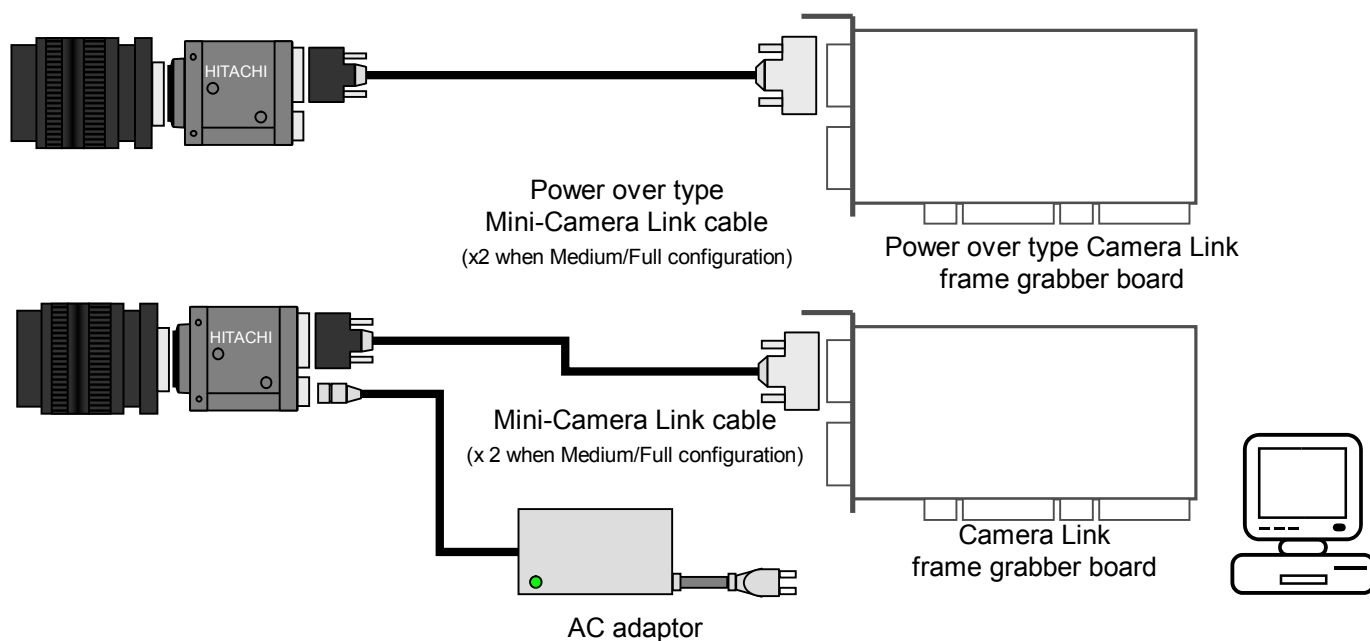 HITACHI
Power over type
Mini-Camera Link cable
(x2 when Medium/Full configuration)
Power over type Camera Link
frame grabber board
HITACHI
Mini-Camera Link cable
(x 2 when Medium/Full configuration)
Camera Link
frame grabber board
AC adaptor